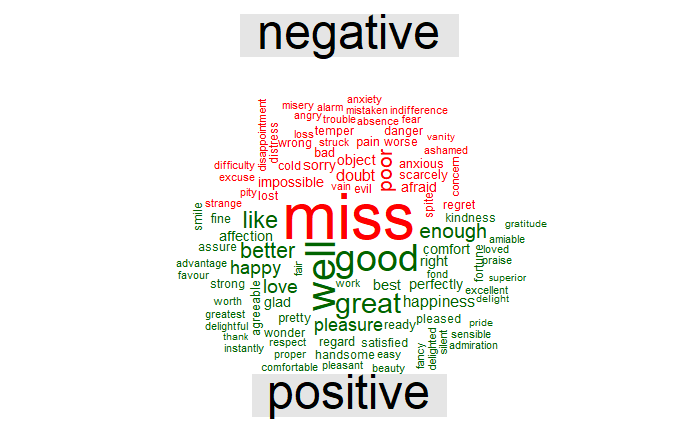 negative
anxiety
misery alarm mistaken indifference
angry trouble absence fear
disappointment distress loss temper danger vanity
wrong struck pain worse
bad poor ashamed
difficulty cold sorry object anxious concern
excuse impossible doubt scarcely
pity lost vain evil afraid
strange miss spite regret
smile fine like kindness
gratitude
affection enough amiable
assure better well good comfort loved
advantage happy fair right fortune praise
favour fond superior
strong love work best perfectly excellent
worth agreeable glad great happiness delight
greatest pretty pleasure ready pleased pride
delightful
thank wonder regard satisfied delighted silent sensible
instantly respect admiration
proper handsome easy fancy
comfortable pleasant beauty
positive